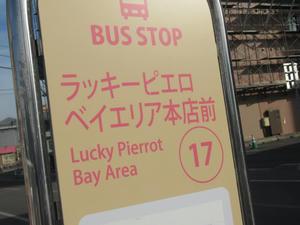 BUS STOP
ラッキーピエロ
ベイエリア本店前
Lucky Pierrot
Bay Area
17